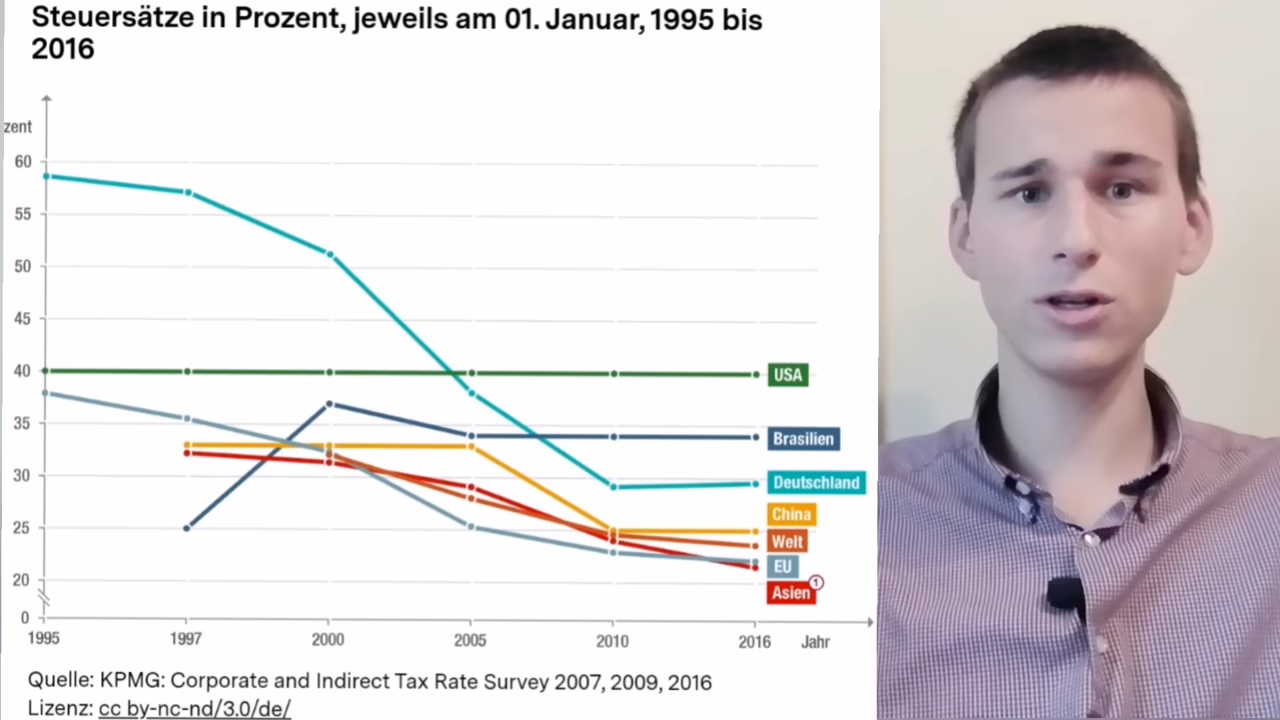 Steuersätze in Prozent, jeweils am 01. Januar, 1995 bis
2016
zent
60
55
50
45
40
35
30
25
20
0
USA
Brasilien
Deutschland
China
Welt
EU
Asien 1
1995 1997 2000 2005 2010 2016 Jahr
Quelle: KPMG: Corporate and Indirect Tax Rate Survey 2007, 2009, 2016
Lizenz: cc by-nc-nd/3.0/de/